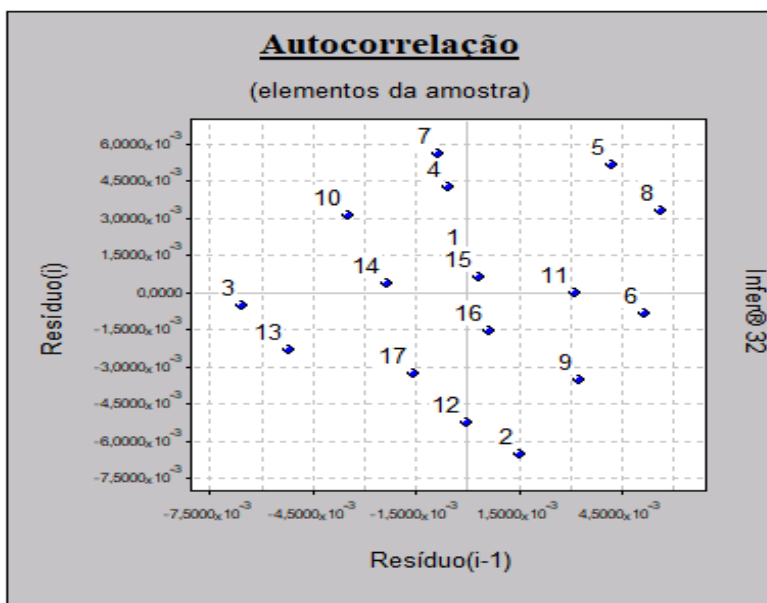 Autocorrelação
(elementos da amostra)
Resíduo(i)
6,0000x10⁻³
4,5000x10⁻³
3,0000x10⁻³
1,5000x10⁻³
0,0000
-1,5000x10⁻³
-3,0000x10⁻³
-4,5000x10⁻³
-6,0000x10⁻³
-7,5000x10⁻³
7
5
4
8
10
1
15
14
11
3
6
16
13
17
9
12
2
-7,5000x10⁻³
-4,5000x10⁻³
-1,5000x10⁻³
1,5000x10⁻³
4,5000x10⁻³
Resíduo(i-1)
Infer@ 32